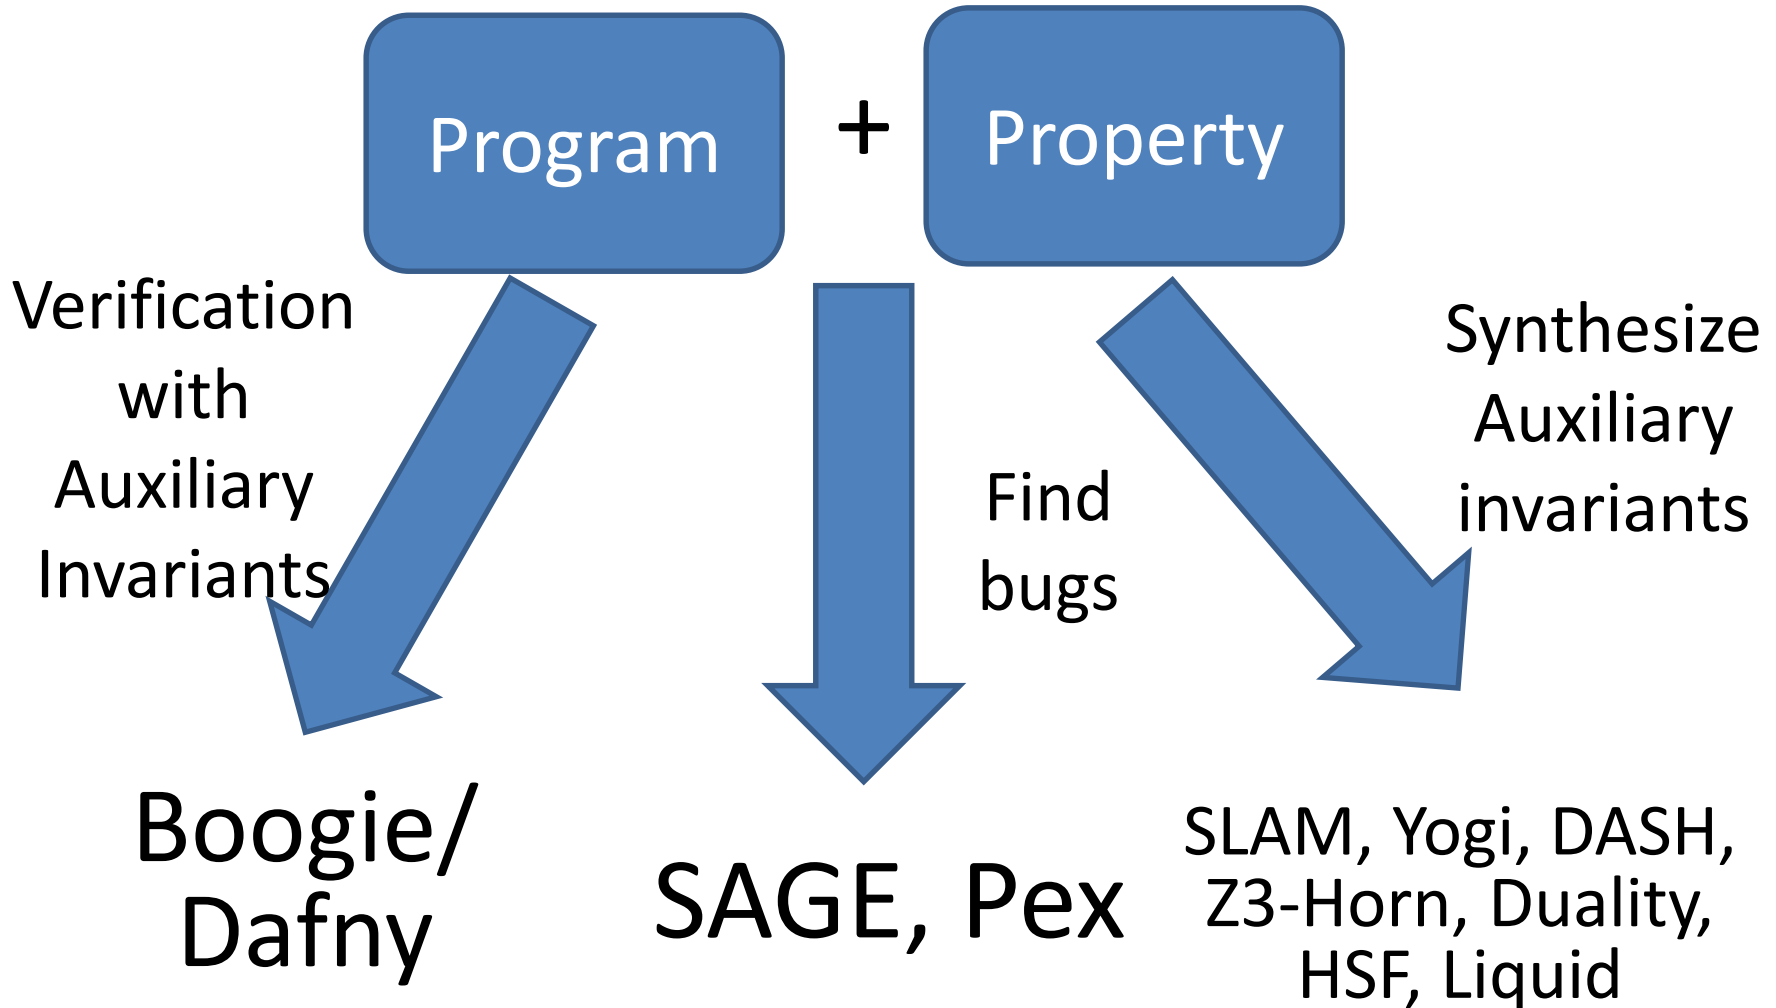 Program
+
Property
Verification
with
Auxiliary
Invariants
Find
bugs
Synthesize
Auxiliary
invariants
Boogie/
Dafny
SAGE, Pex
SLAM, Yogi, DASH,
Z3-Horn, Duality,
HSF, Liquid